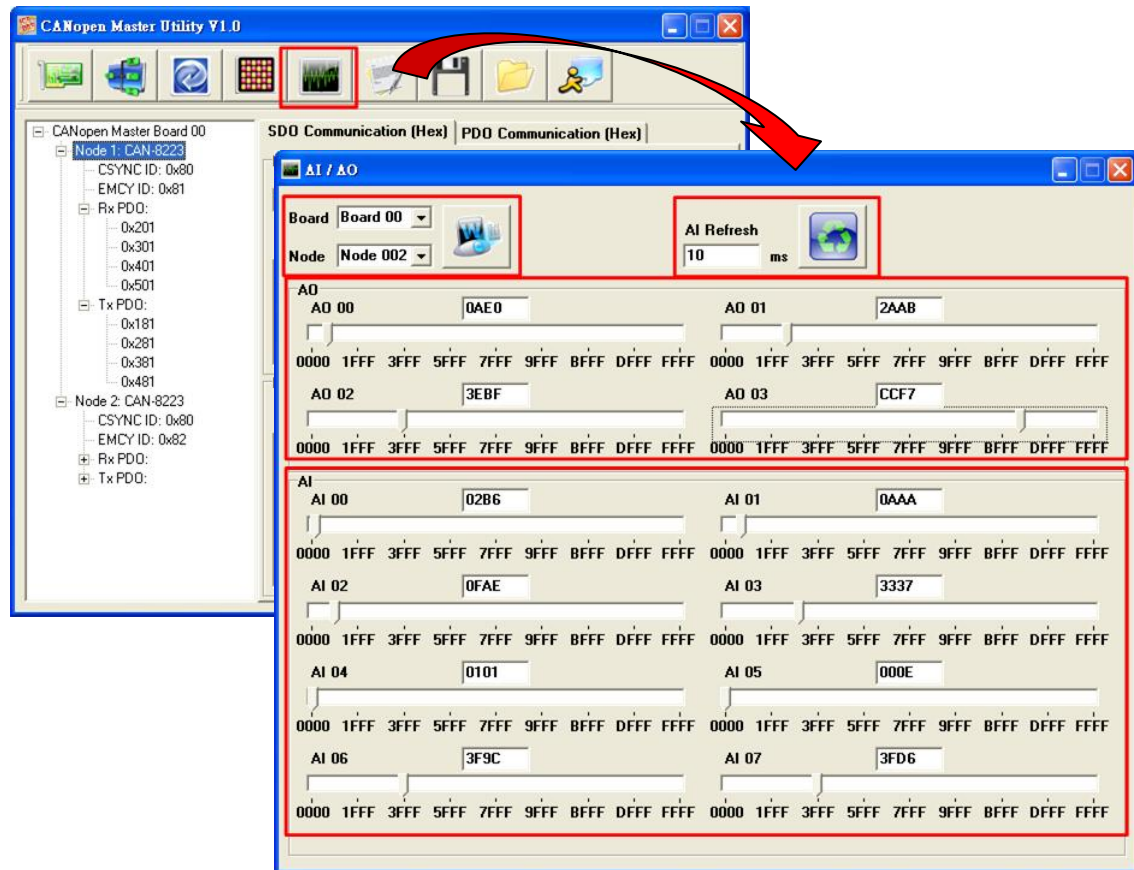 CANopen Master Utility V1.0
CANopen Master Board 00
Node 1: CAN-8223
CSYNC ID: 0x80
EMCY ID: 0x81
Rx PDO:
0x201
0x301
0x401
0x501
Tx PDO:
0x181
0x281
0x381
0x481
Node 2: CAN-8223
CSYNC ID: 0x80
EMCY ID: 0x82
Rx PDO:
Tx PDO:
SDO Communication (Hex) PDO Communication (Hex)
AI / AO
Board Board 00
Node Node 002
AI Refresh
10 ms
AO
AO 00 0AE0 AO 01 2AAB
0000 1FFF 3FFF 5FFF 7FFF 9FFF BFFF DFFF FFFF 0000 1FFF 3FFF 5FFF 7FFF 9FFF BFFF DFFF FFFF
AO 02 3EBF AO 03 CCF7
0000 1FFF 3FFF 5FFF 7FFF 9FFF BFFF DFFF FFFF 0000 1FFF 3FFF 5FFF 7FFF 9FFF BFFF DFFF FFFF
AI
AI 00 02B6 AI 01 0AAA
0000 1FFF 3FFF 5FFF 7FFF 9FFF BFFF DFFF FFFF 0000 1FFF 3FFF 5FFF 7FFF 9FFF BFFF DFFF FFFF
AI 02 0FAE AI 03 3337
0000 1FFF 3FFF 5FFF 7FFF 9FFF BFFF DFFF FFFF 0000 1FFF 3FFF 5FFF 7FFF 9FFF BFFF DFFF FFFF
AI 04 0101 AI 05 000E
0000 1FFF 3FFF 5FFF 7FFF 9FFF BFFF DFFF FFFF 0000 1FFF 3FFF 5FFF 7FFF 9FFF BFFF DFFF FFFF
AI 06 3F9C AI 07 3FD6
0000 1FFF 3FFF 5FFF 7FFF 9FFF BFFF DFFF FFFF 0000 1FFF 3FFF 5FFF 7FFF 9FFF BFFF DFFF FFFF